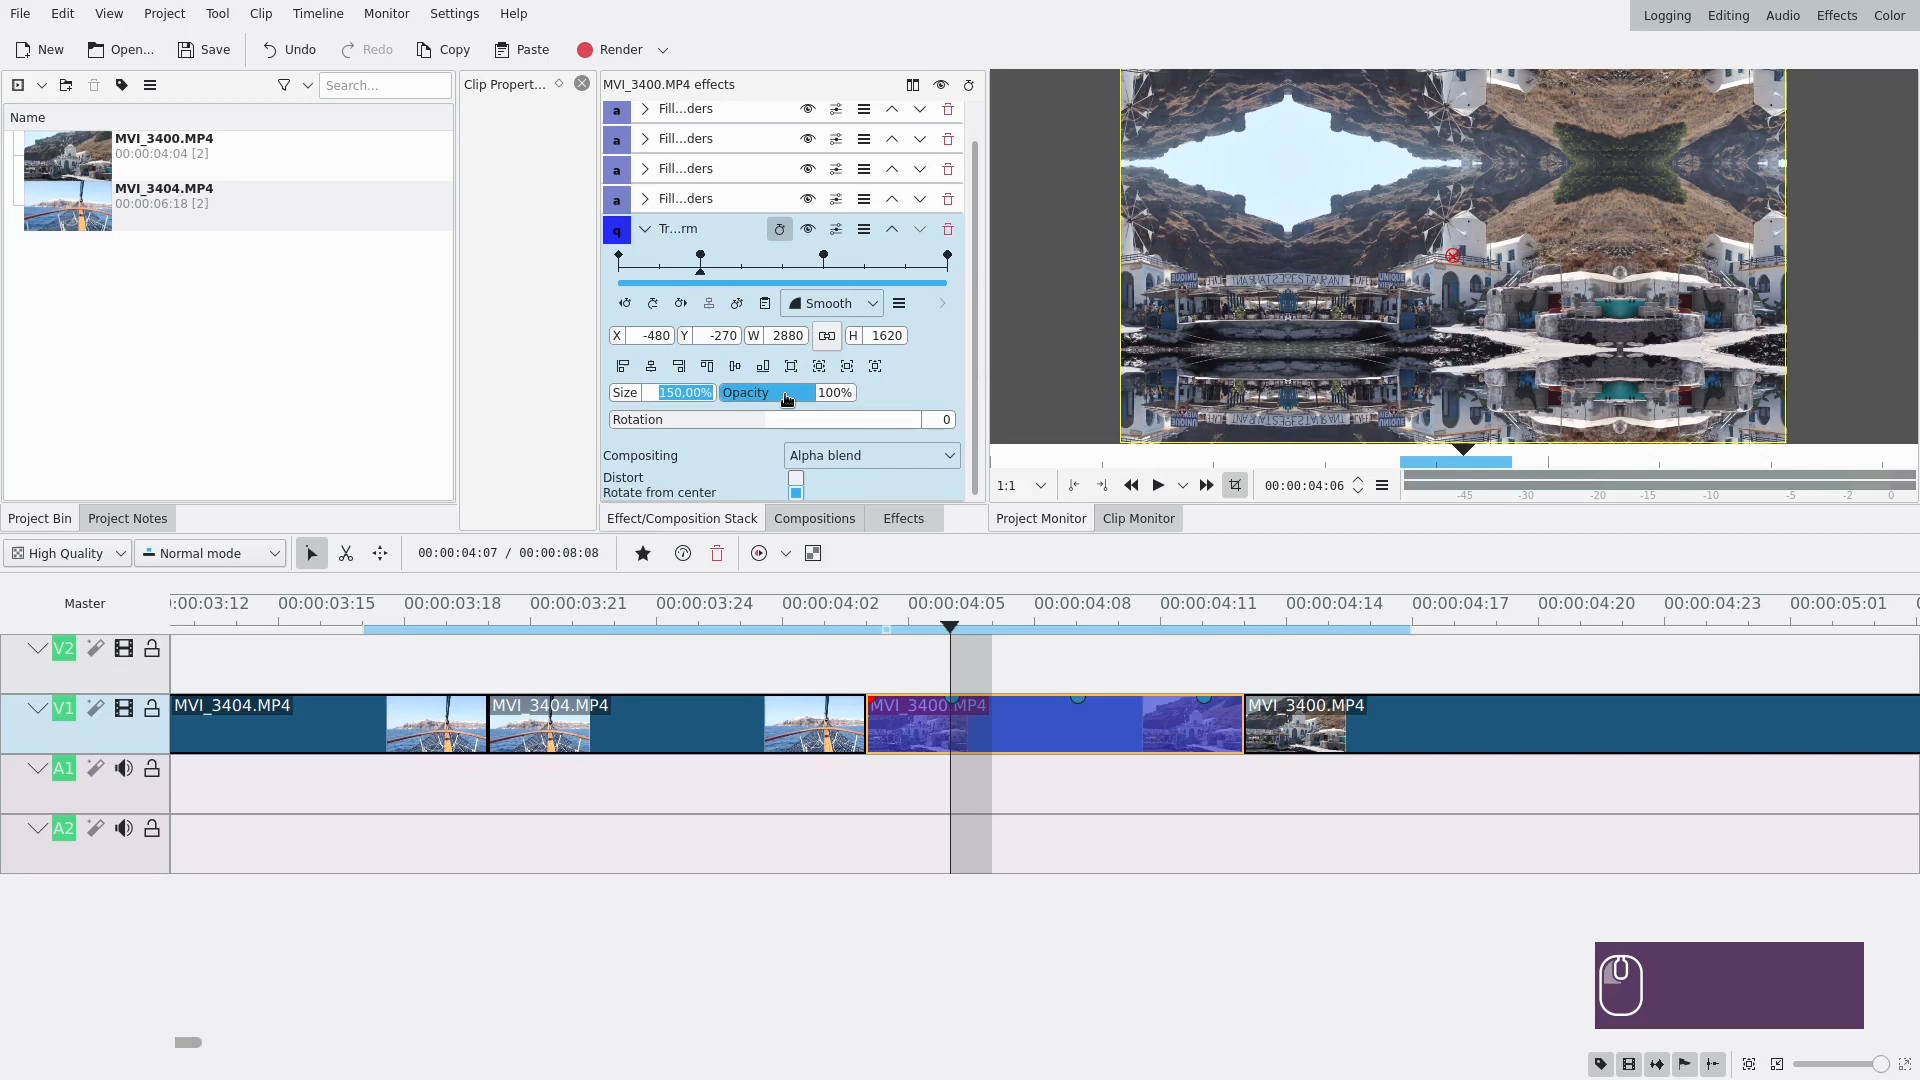 File Edit View Project Tool Clip Timeline Monitor Settings Help
Logging Editing Audio Effects Color
New Open... Save Undo Redo Copy Paste Render
Search...
Clip Propert...
MVI_3400.MP4 effects
Name
MVI_3400.MP4
00:00:04:04 [2]
MVI_3404.MP4
00:00:06:18 [2]
a Fill...ders
a Fill...ders
a Fill...ders
a Fill...ders
q Tr...rm
Smooth
X -480 Y -270 W 2880 H 1620
Size 150,00% Opacity 100%
Rotation 0
Compositing Alpha blend
Distort
Rotate from center
UNIQUE
1:1
00:00:04:06
-45 -30 -20 -15 -10 -5 -2 0
Project Bin Project Notes
Effect/Composition Stack Compositions Effects
Project Monitor Clip Monitor
High Quality Normal mode
00:00:04:07 / 00:00:08:08
Master
:00:03:12 00:00:03:15 00:00:03:18 00:00:03:21 00:00:03:24 00:00:04:02 00:00:04:05 00:00:04:08 00:00:04:11 00:00:04:14 00:00:04:17 00:00:04:20 00:00:04:23 00:00:05:01
V2
V1
MVI_3404.MP4 MVI_3404.MP4 MVI_3400.MP4 MVI_3400.MP4
A1
A2